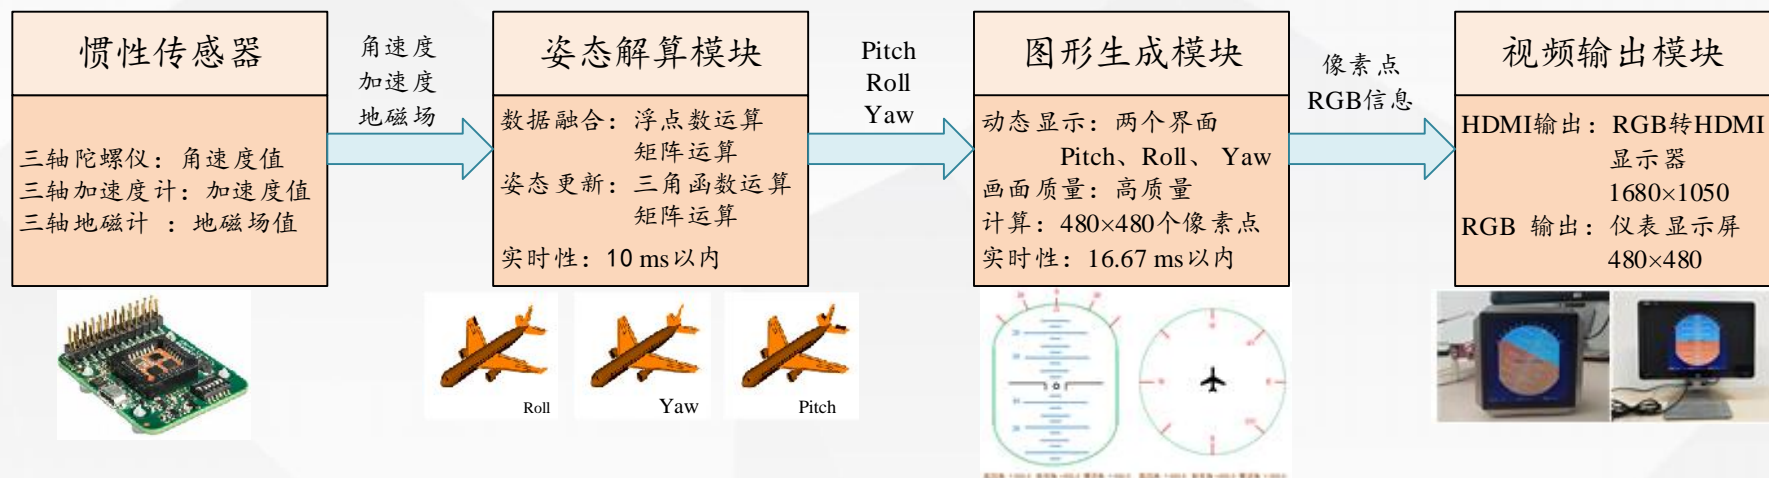 惯性传感器
三轴陀螺仪：角速度值
三轴加速度计：加速度值
三轴地磁计 ：地磁场值
角速度
加速度
地磁场
姿态解算模块
数据融合：浮点数运算
矩阵运算
姿态更新：三角函数运算
矩阵运算
实时性：10 ms以内
Roll
Yaw
Pitch
Pitch
Roll
Yaw
图形生成模块
动态显示：两个界面
Pitch、Roll、 Yaw
画面质量：高质量
计算：480×480个像素点
实时性：16.67 ms以内
像素点
RGB信息
视频输出模块
HDMI输出：RGB转HDMI
显示器
1680×1050
RGB 输出：仪表显示屏
480×480